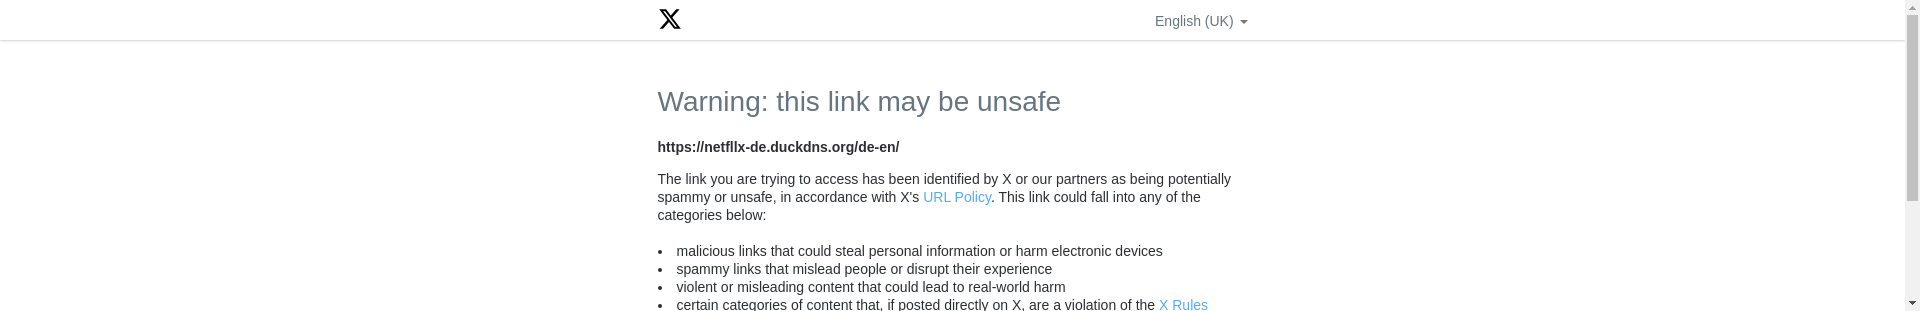 English (UK)
Warning: this link may be unsafe
https://netfllx-de.duckdns.org/de-en/
The link you are trying to access has been identified by X or our partners as being potentially
spammy or unsafe, in accordance with X's URL Policy. This link could fall into any of the
categories below:
• malicious links that could steal personal information or harm electronic devices
• spammy links that mislead people or disrupt their experience
• violent or misleading content that could lead to real-world harm
• certain categories of content that, if posted directly on X, are a violation of the X Rules